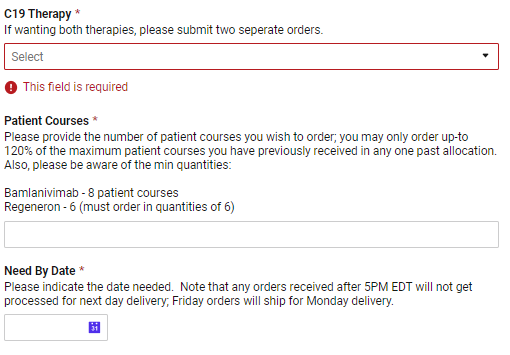 C19 Therapy *
If wanting both therapies, please submit two seperate orders.
Select
This field is required
Patient Courses *
Please provide the number of patient courses you wish to order; you may only order up-to
120% of the maximum patient courses you have previously received in any one past allocation.
Also, please be aware of the min quantities:
Bamlanivimab - 8 patient courses
Regeneron - 6 (must order in quantities of 6)
Need By Date *
Please indicate the date needed.  Note that any orders received after 5PM EDT will not get
processed for next day delivery; Friday orders will ship for Monday delivery.
31